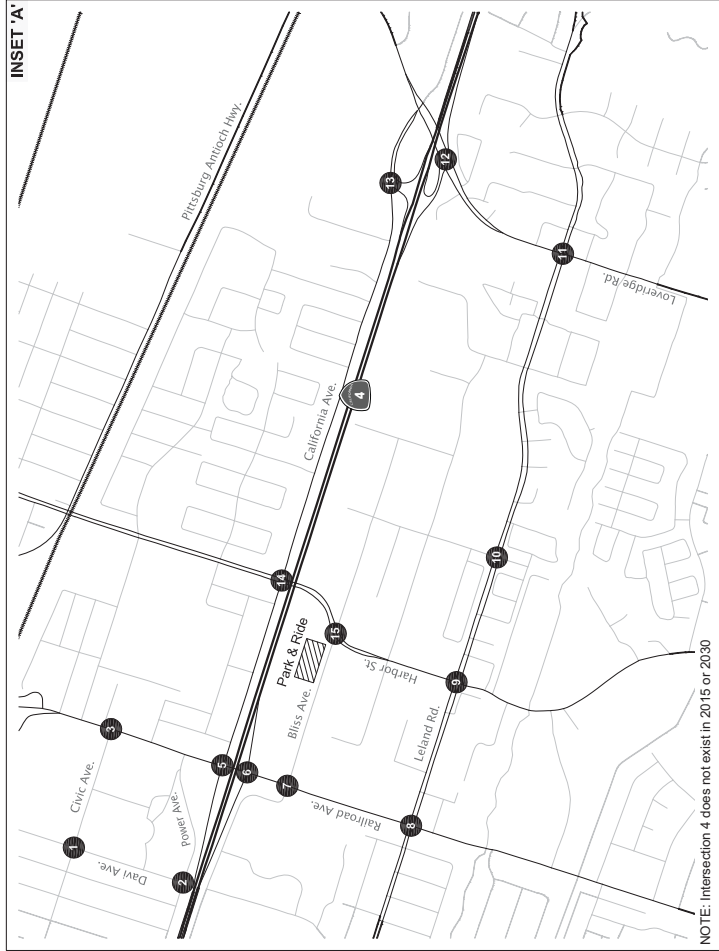 INSET 'A'
Pittsburg Antioch Hwy.
13
12
11
Loveridge Rd.
California Ave.
4
14
10
Park & Ride
15
Harbor St.
9
Bliss Ave.
Leland Rd.
3
5
6
7
Civic Ave.
Power Ave.
Railroad Ave.
8
1
Davi Ave.
2
NOTE: Intersection 4 does not exist in 2015 or 2030